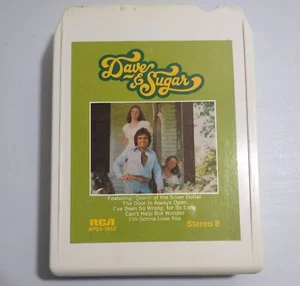 Dave
& Sugar
Featuring: Queen of the Silver Dollar
The Door Is Always Open
I've Been So Wrong, for So Long
Can't Help But Wonder
I'm Gonna Love You
RCA
Stereo 8